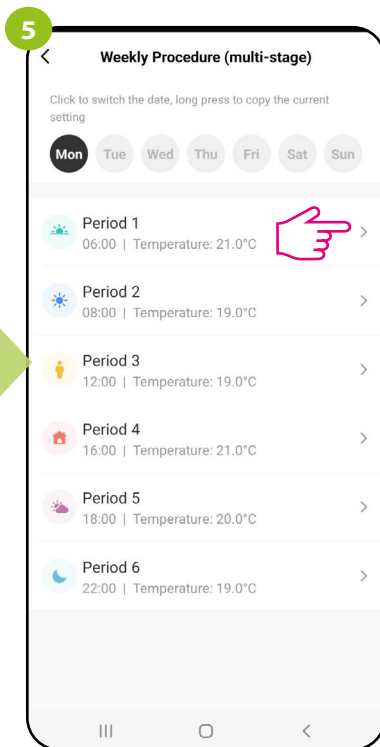 5
Weekly Procedure (multi-stage)
Click to switch the date, long press to copy the current
setting
Mon Tue Wed Thu Fri Sat Sun
Period 1
06:00 | Temperature: 21.0°C
Period 2
08:00 | Temperature: 19.0°C
Period 3
12:00 | Temperature: 19.0°C
Period 4
16:00 | Temperature: 21.0°C
Period 5
18:00 | Temperature: 20.0°C
Period 6
22:00 | Temperature: 19.0°C